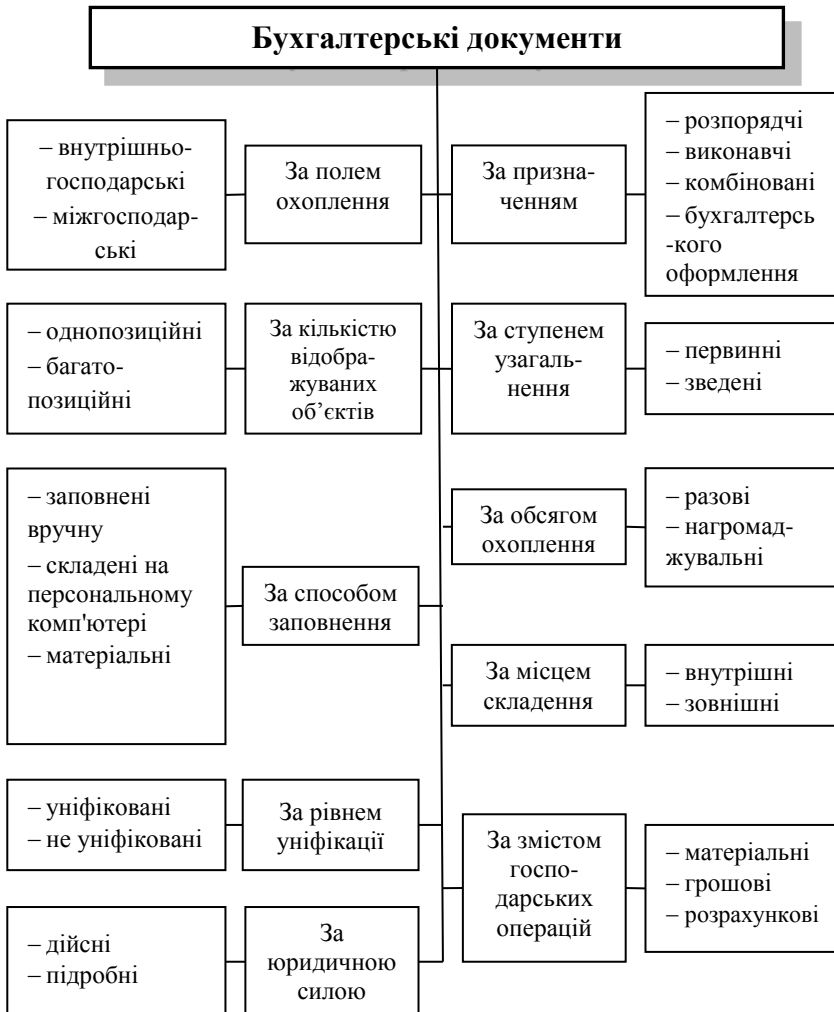 Бухгалтерські документи
– внутрішньо-
господарські
– міжгосподар-
ські
За полем
охоплення
За призна-
ченням
– розпорядчі
– виконавчі
– комбіновані
– бухгалтерсь
-кого
оформлення
– однопозиційні
– багато-
позиційні
За кількістю
відобра-
жуваних
об’єктів
За ступенем
узагаль-
нення
– первинні
– зведені
– заповнені
вручну
– складені на
персональному
комп'ютері
– матеріальні
За способом
заповнення
За обсягом
охоплення
– разові
– нагромад-
жувальні
За місцем
складення
– внутрішні
– зовнішні
– уніфіковані
– не уніфіковані
За рівнем
уніфікації
За змістом
госпо-
дарських
операцій
– матеріальні
– грошові
– розрахункові
– дійсні
– підробні
За
юридичною
силою